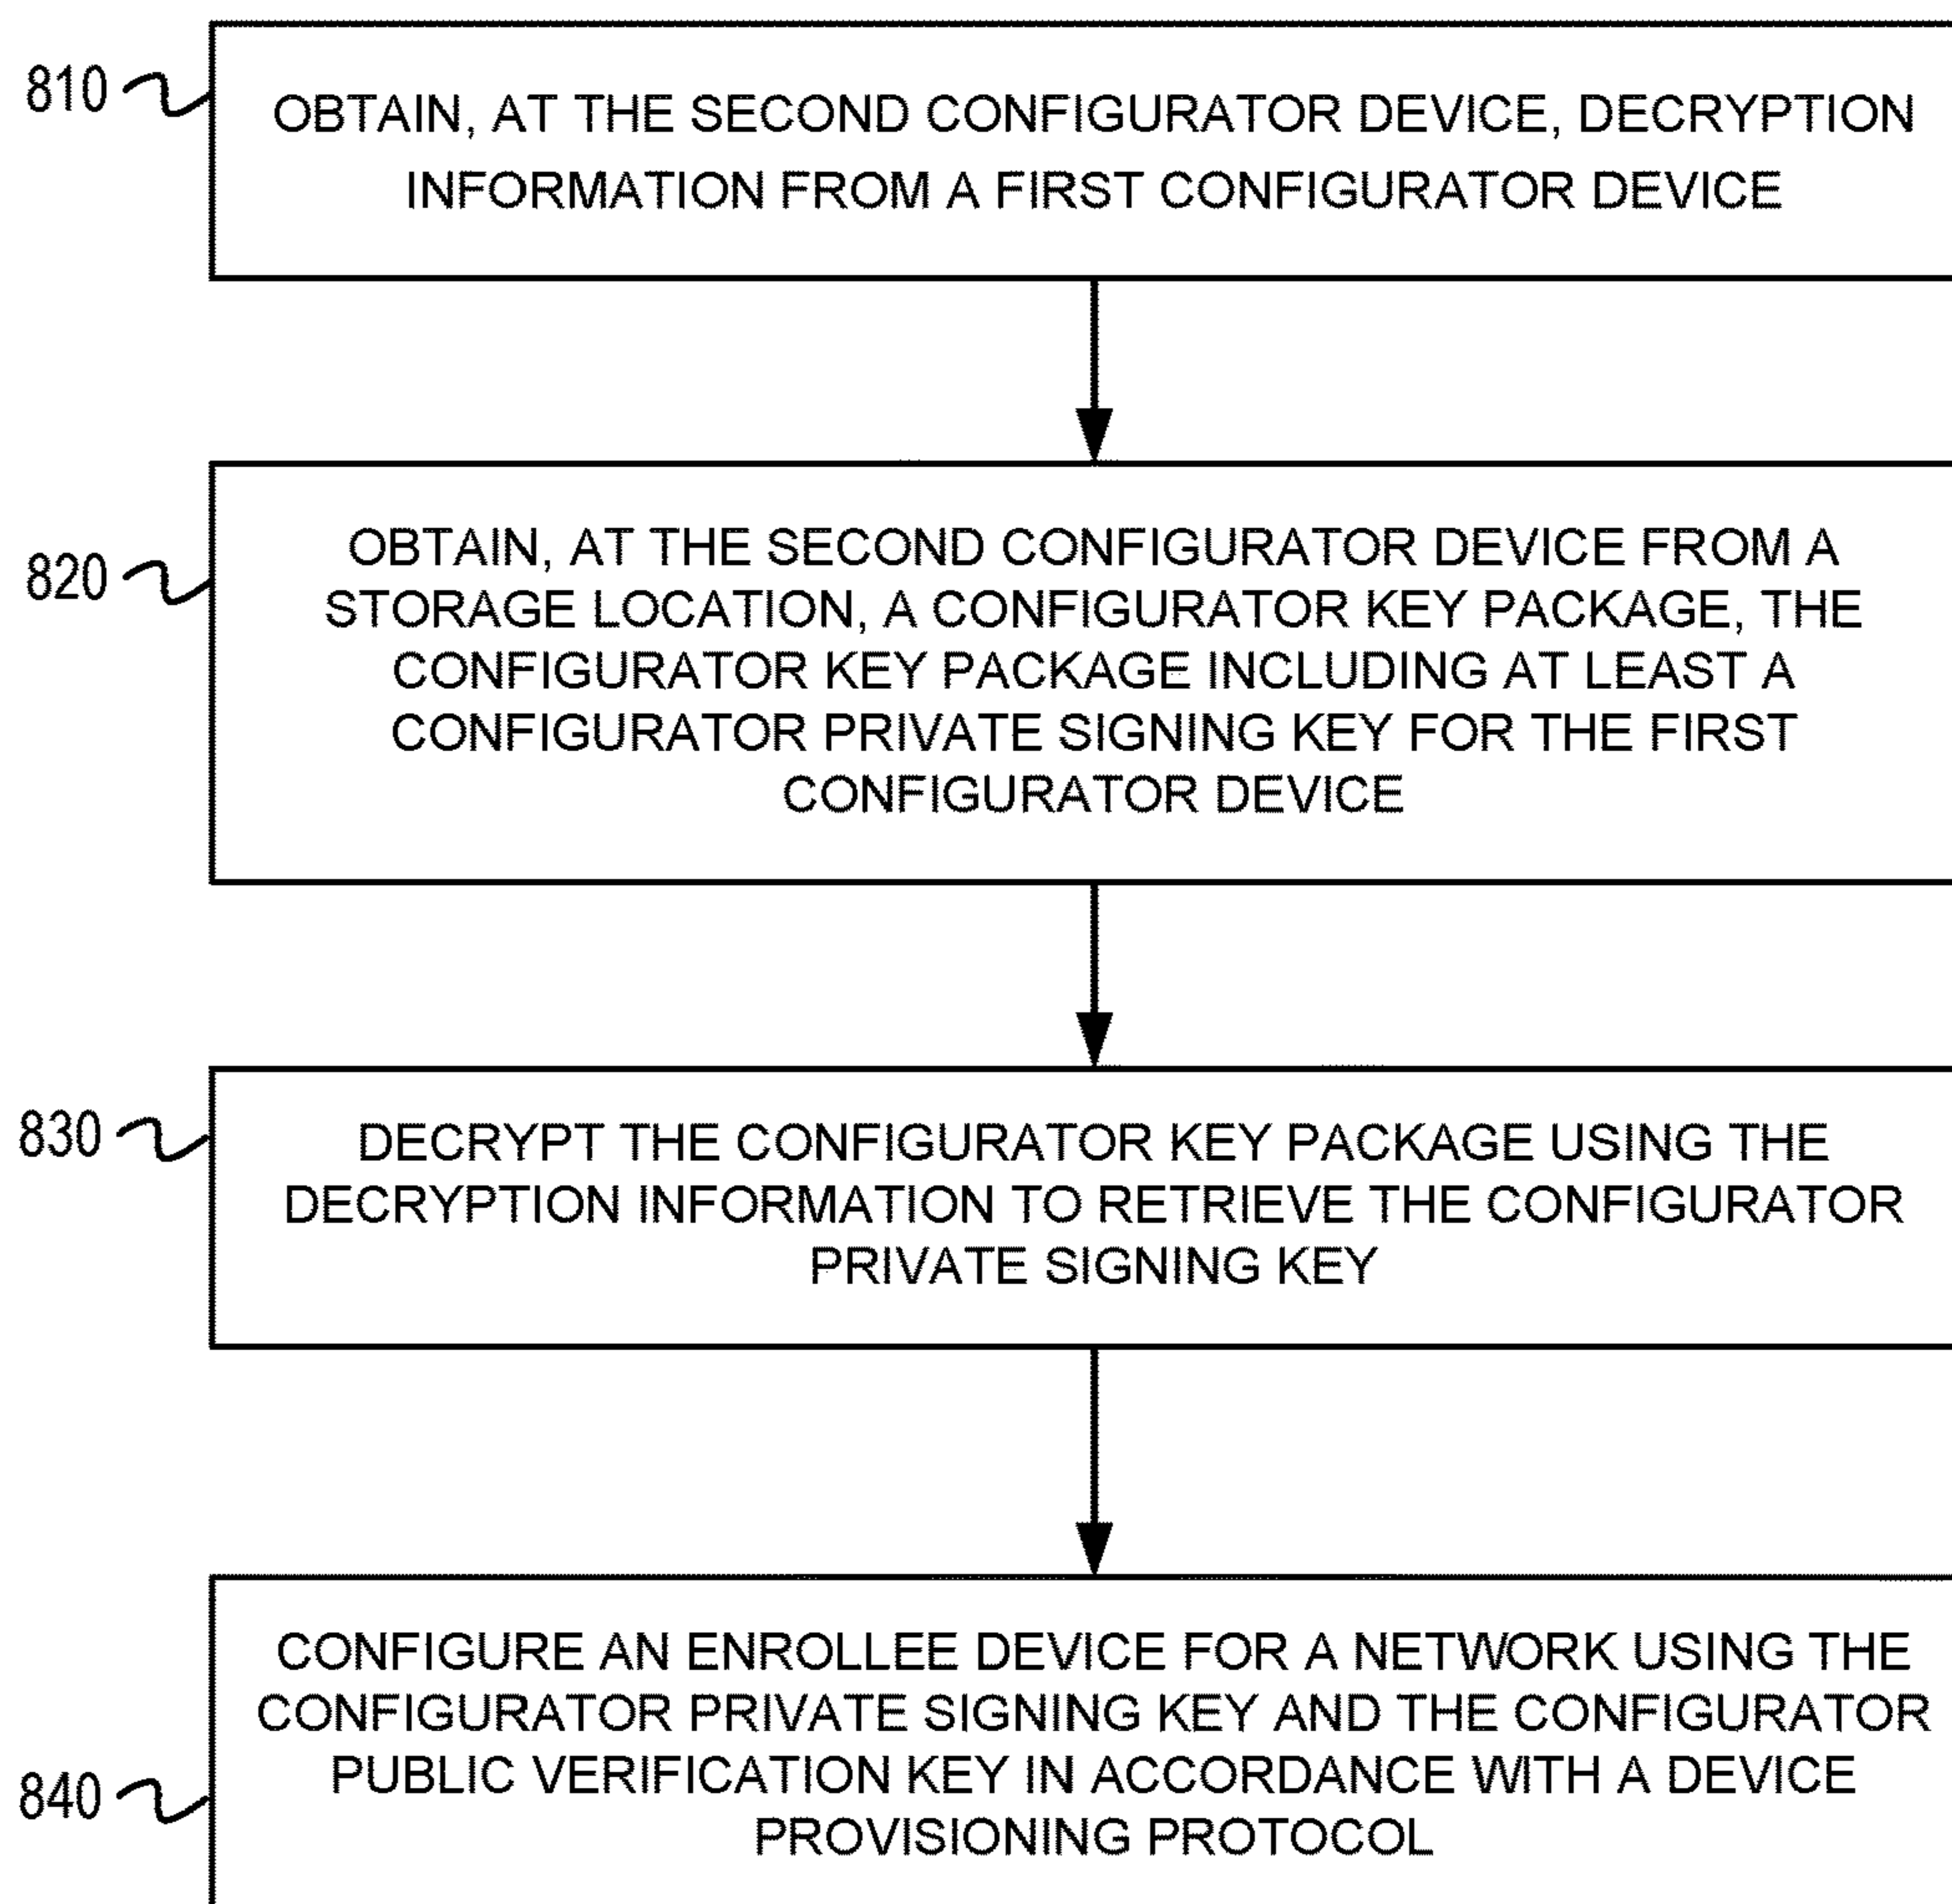 810
OBTAIN, AT THE SECOND CONFIGURATOR DEVICE, DECRYPTION
INFORMATION FROM A FIRST CONFIGURATOR DEVICE
820
OBTAIN, AT THE SECOND CONFIGURATOR DEVICE FROM A
STORAGE LOCATION, A CONFIGURATOR KEY PACKAGE, THE
CONFIGURATOR KEY PACKAGE INCLUDING AT LEAST A
CONFIGURATOR PRIVATE SIGNING KEY FOR THE FIRST
CONFIGURATOR DEVICE
830
DECRYPT THE CONFIGURATOR KEY PACKAGE USING THE
DECRYPTION INFORMATION TO RETRIEVE THE CONFIGURATOR
PRIVATE SIGNING KEY
840
CONFIGURE AN ENROLLEE DEVICE FOR A NETWORK USING THE
CONFIGURATOR PRIVATE SIGNING KEY AND THE CONFIGURATOR
PUBLIC VERIFICATION KEY IN ACCORDANCE WITH A DEVICE
PROVISIONING PROTOCOL